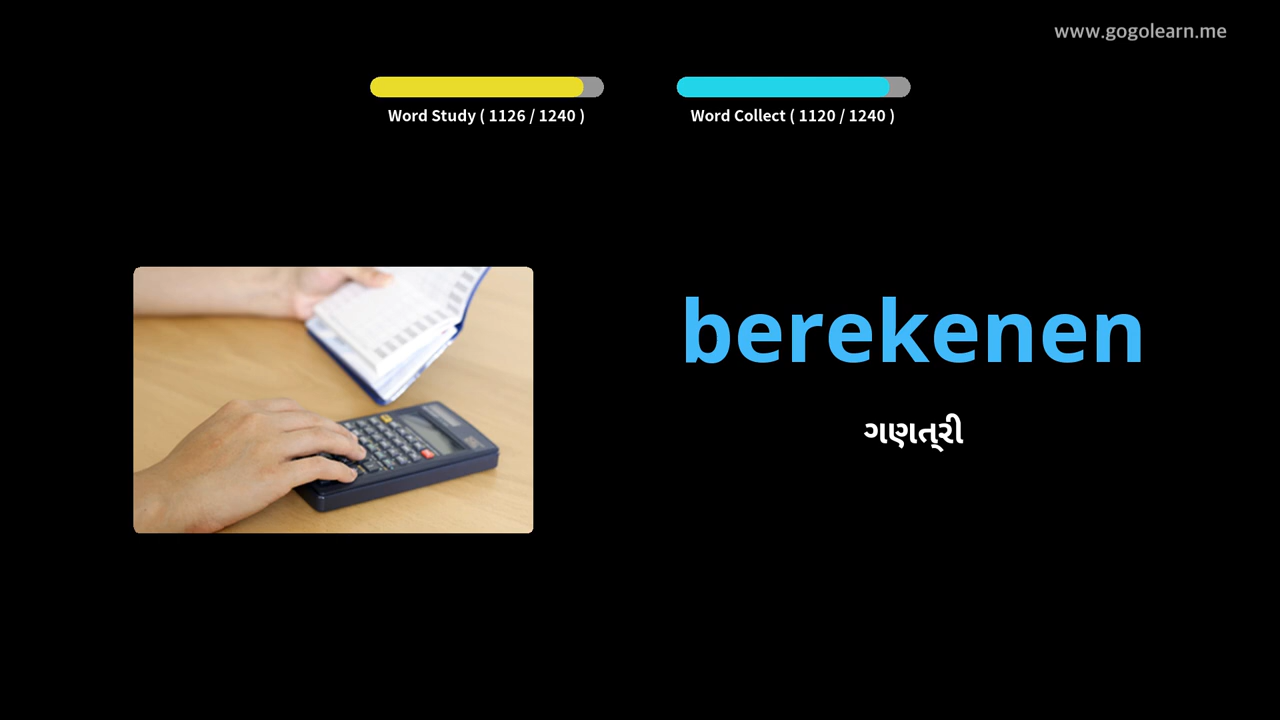 www.gogolearn.me
Word Study ( 1126 / 1240 )
Word Collect ( 1120 / 1240 )
berekenen
ગણત્રી